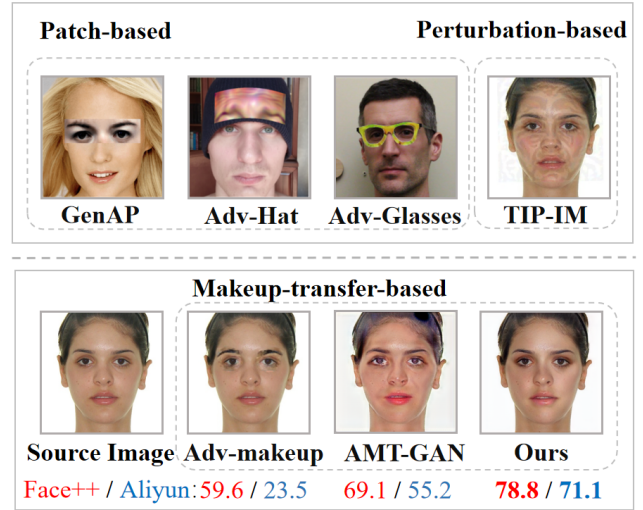 Patch-based Perturbation-based
GenAP Adv-Hat Adv-Glasses TIP-IM
Makeup-transfer-based
Source Image Adv-makeup AMT-GAN Ours
Face++ / Aliyun: 59.6 / 23.5 69.1 / 55.2 78.8 / 71.1